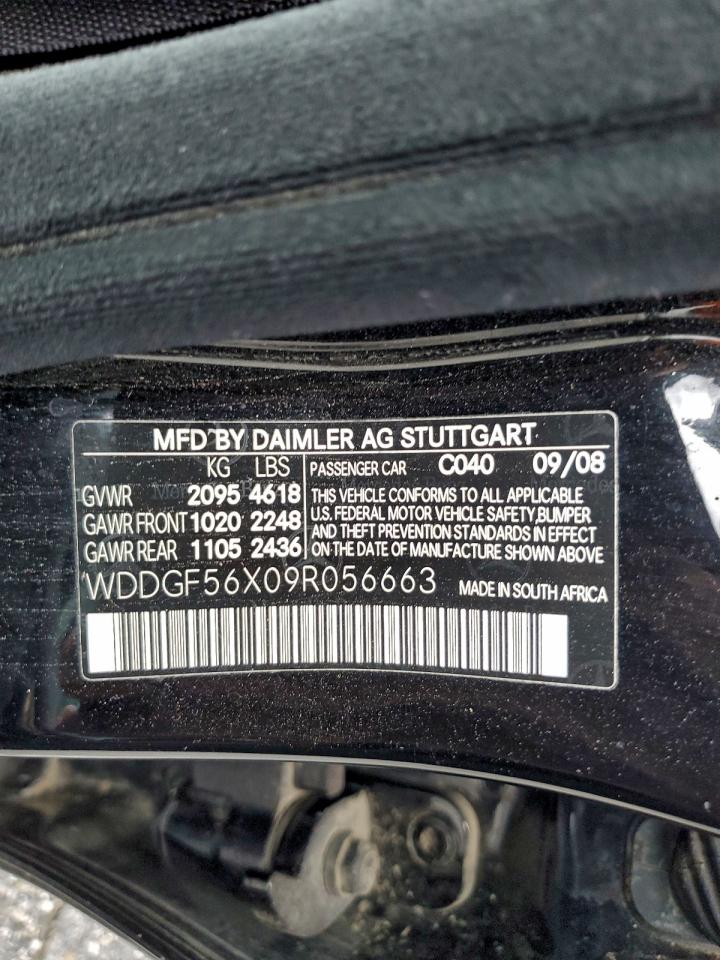 MFD BY DAIMLER AG STUTTGART
KG LBS
GVWR 2095 4618
GAWR FRONT 1020 2248
GAWR REAR 1105 2436
PASSENGER CAR C040 09/08
THIS VEHICLE CONFORMS TO ALL APPLICABLE
U.S. FEDERAL MOTOR VEHICLE SAFETY,BUMPER
AND THEFT PREVENTION STANDARDS IN EFFECT
ON THE DATE OF MANUFACTURE SHOWN ABOVE
WDDGF56X09R056663 MADE IN SOUTH AFRICA